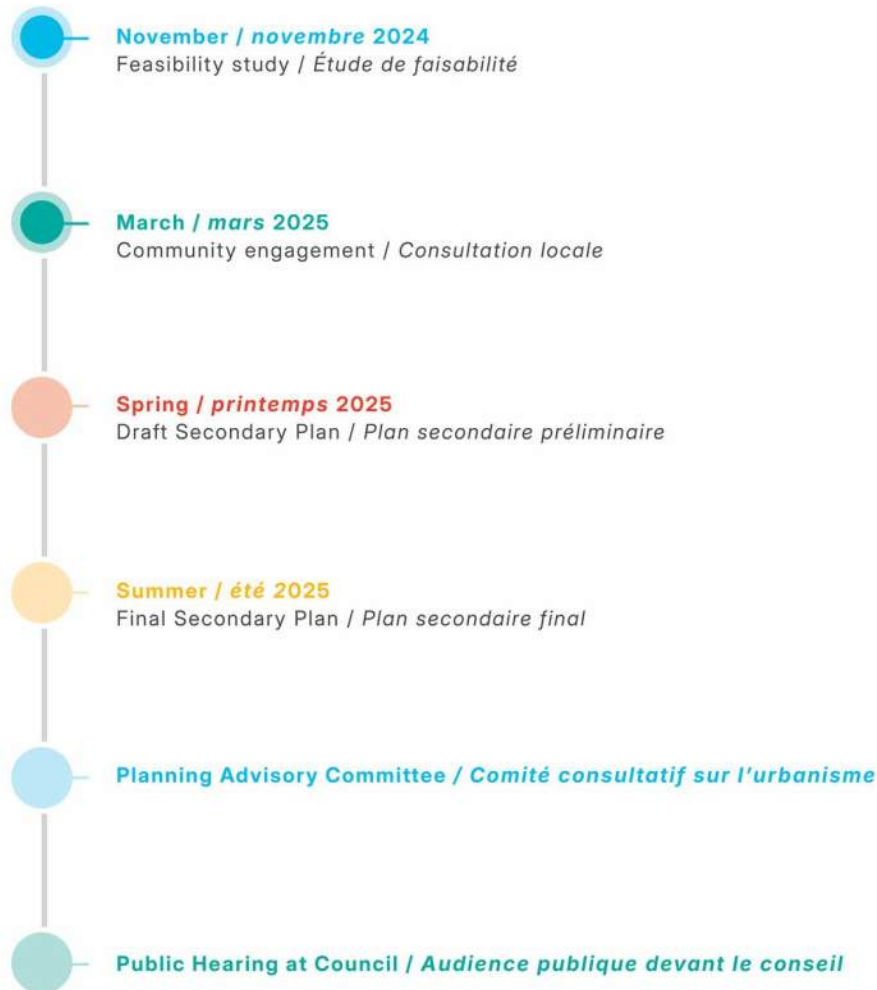 November / novembre 2024
Feasibility study / Étude de faisabilité
March / mars 2025
Community engagement / Consultation locale
Spring / printemps 2025
Draft Secondary Plan / Plan secondaire préliminaire
Summer / été 2025
Final Secondary Plan / Plan secondaire final
Planning Advisory Committee / Comité consultatif sur l'urbanisme
Public Hearing at Council / Audience publique devant le conseil